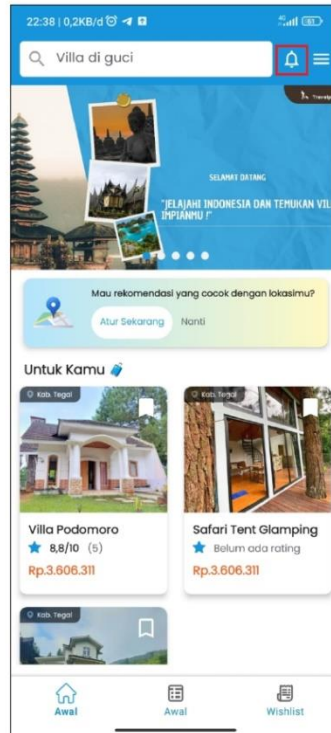 22:38 | 0,2KB/d
4G
Villa di guci
SELAMAT DATANG
"JELAJAHI INDONESIA DAN TEMUKAN VIL
IMPIANMU !"
Mau rekomendasi yang cocok dengan lokasimu?
Atur Sekarang Nanti
Untuk Kamu
Kab. Tegal
Kab. Tegal
Villa Podomoro
8,8/10 (5)
Rp.3.606.311
Safari Tent Glamping
Belum ada rating
Rp.3.606.311
Kab. Tegal
Awal
Awal
Wishlist